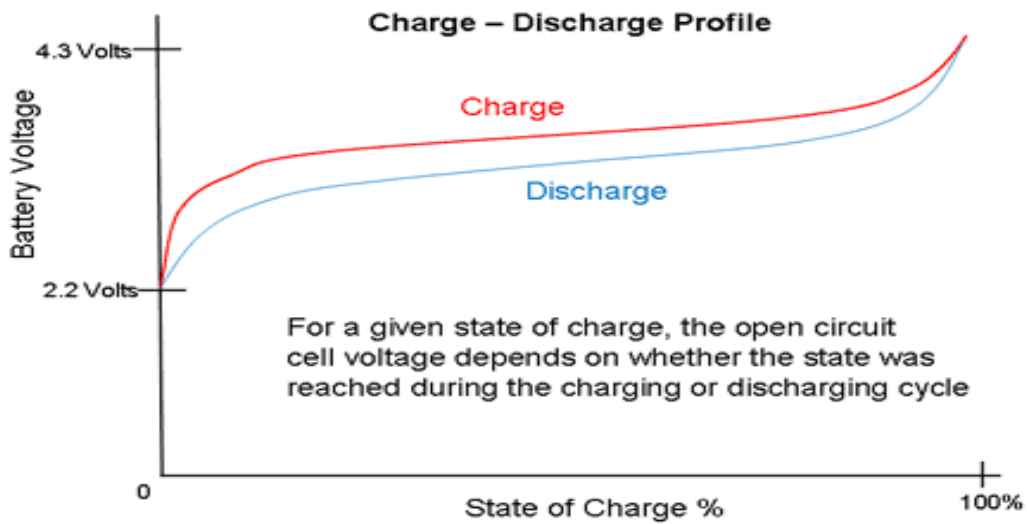 Charge – Discharge Profile
4.3 Volts
Charge
Battery Voltage
Discharge
2.2 Volts
For a given state of charge, the open circuit
cell voltage depends on whether the state was
reached during the charging or discharging cycle
0
State of Charge %
100%